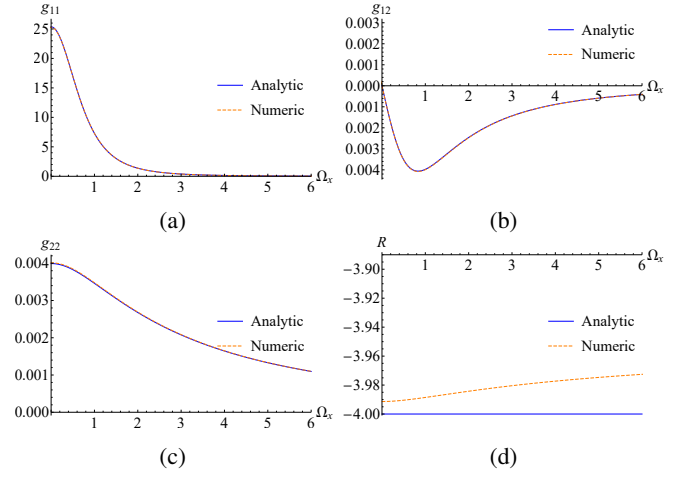 g11
25
20
15
10
5
0
1 2 3 4 5 6
Ωx
Analytic
Numeric
(a)
g12
0.003
0.002
0.001
0.000
0.001
0.002
0.003
0.004
1 2 3 4 5 6
Ωx
Analytic
Numeric
(b)
g22
0.004
0.003
0.002
0.001
0.000
1 2 3 4 5 6
Ωx
Analytic
Numeric
(c)
R
−3.90
−3.92
−3.94
−3.96
−3.98
−4.00
1 2 3 4 5 6
Ωx
Analytic
Numeric
(d)